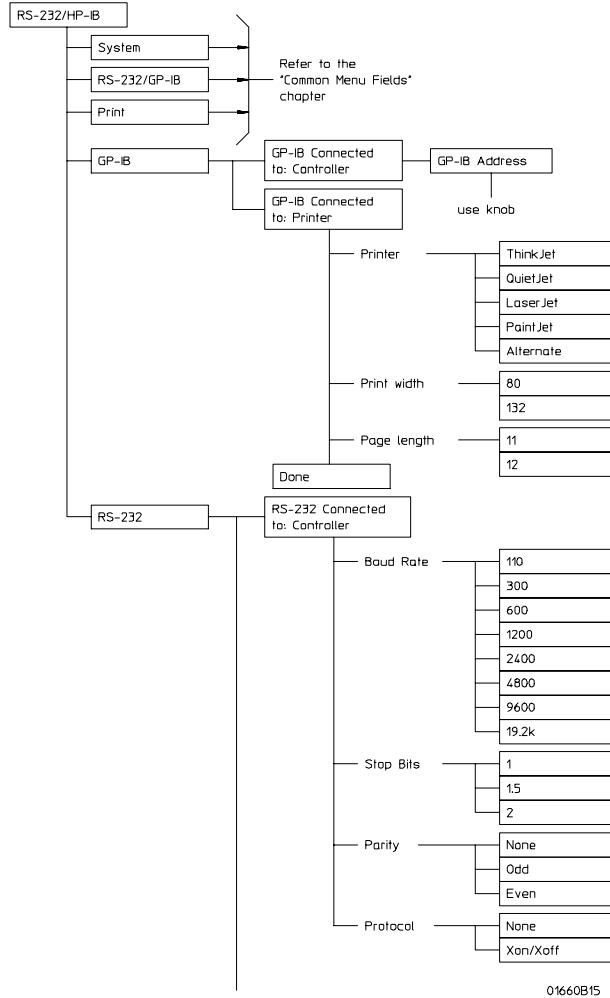 RS-232/HP-IB
System
RS-232/GP-IB
Print
Refer to the
"Common Menu Fields"
chapter
GP-IB
GP-IB Connected
to: Controller
GP-IB Address
use knob
GP-IB Connected
to: Printer
Printer
ThinkJet
QuietJet
LaserJet
PaintJet
Alternate
Print width
80
132
Page length
11
12
Done
RS-232
RS-232 Connected
to: Controller
Baud Rate
110
300
600
1200
2400
4800
9600
19.2k
Stop Bits
1
1.5
2
Parity
None
Odd
Even
Protocol
None
Xon/Xoff
01660B15